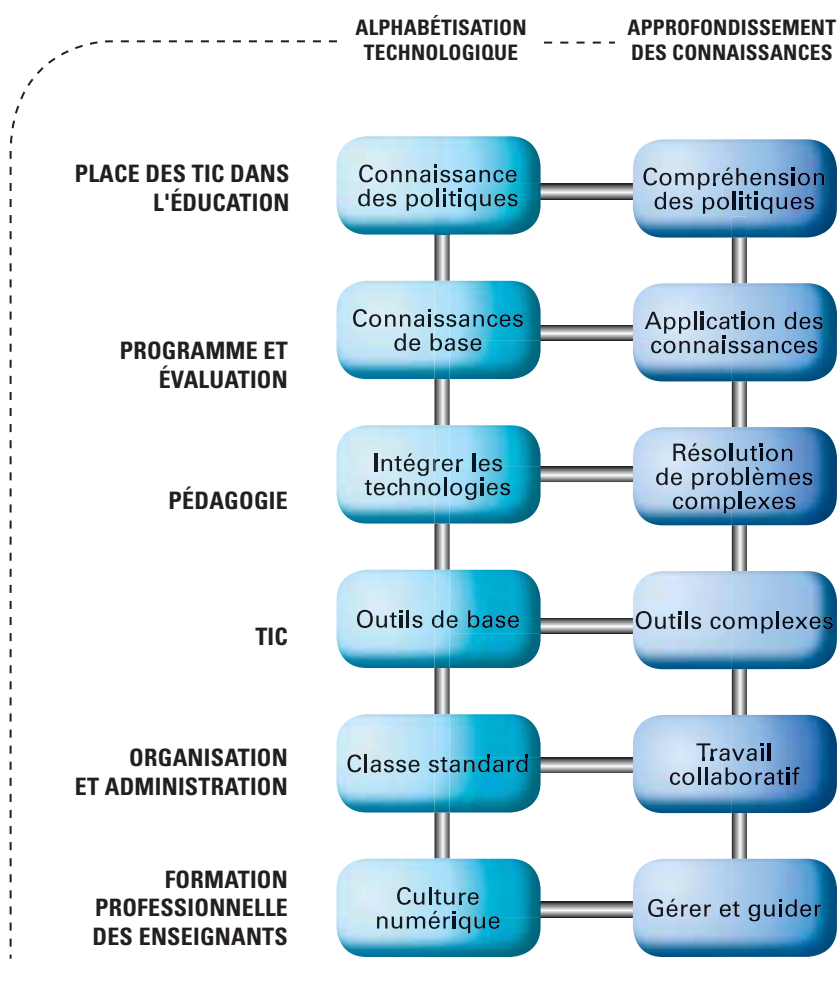 ALPHABÉTISATION
TECHNOLOGIQUE
APPROFONDISSEMENT
DES CONNAISSANCES
PLACE DES TIC DANS
L'ÉDUCATION
Connaissance
des politiques
Compréhension
des politiques
PROGRAMME ET
ÉVALUATION
Connaissances
de base
Application des
connaissances
PÉDAGOGIE
Intégrer les
technologies
Résolution
de problèmes
complexes
TIC
Outils de base
Outils complexes
ORGANISATION
ET ADMINISTRATION
Classe standard
Travail
collaboratif
FORMATION
PROFESSIONNELLE
DES ENSEIGNANTS
Culture
numérique
Gérer et guider